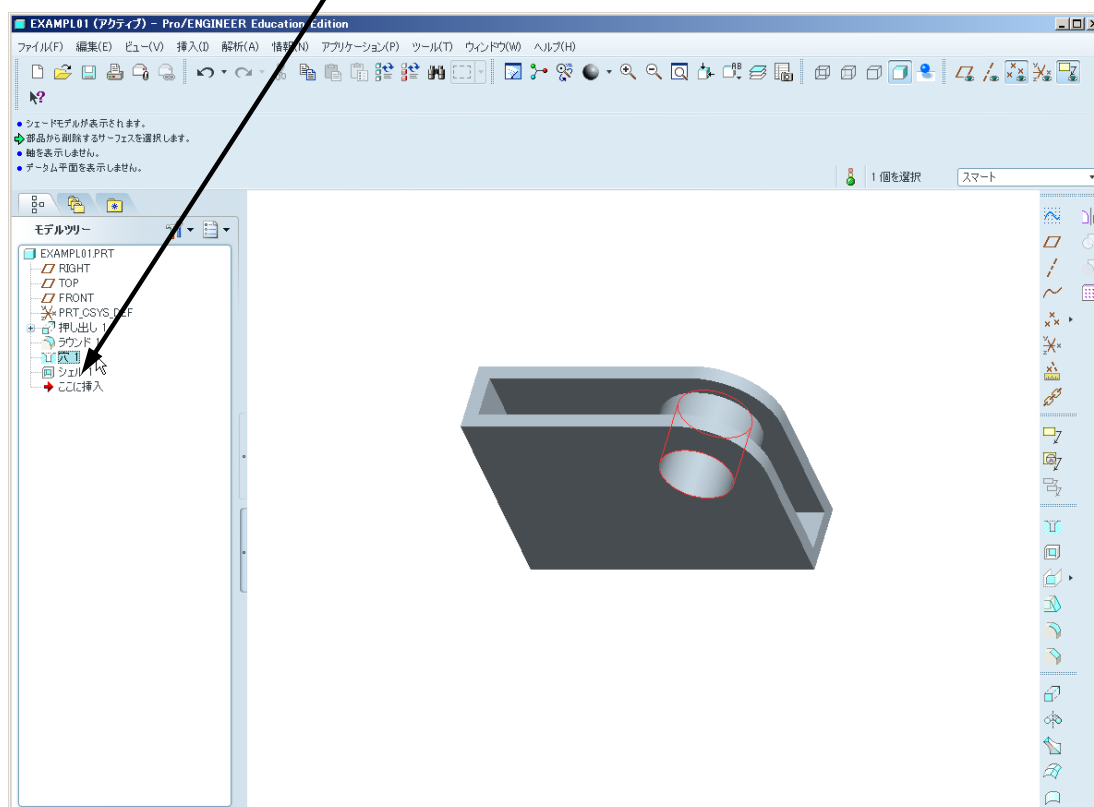 EXAMPL01 (アクティブ) - Pro/ENGINEER Education Edition
ファイル(F) 編集(E) ビュー(V) 挿入(I) 解析(A) 情報(N) アプリケーション(P) ツール(T) ウィンドウ(W) ヘルプ(H)
シェードモデルが表示されます。
部品から削除するサーフェスを選択します。
軸を表示しません。
データム平面を表示しません。
1 個を選択 スマート
モデルツリー
EXAMPL01.PRT
RIGHT
TOP
FRONT
PRT_CSYS_DEF
押し出し 1
ラウンド 1
穴 1
シェル 1
ここに挿入